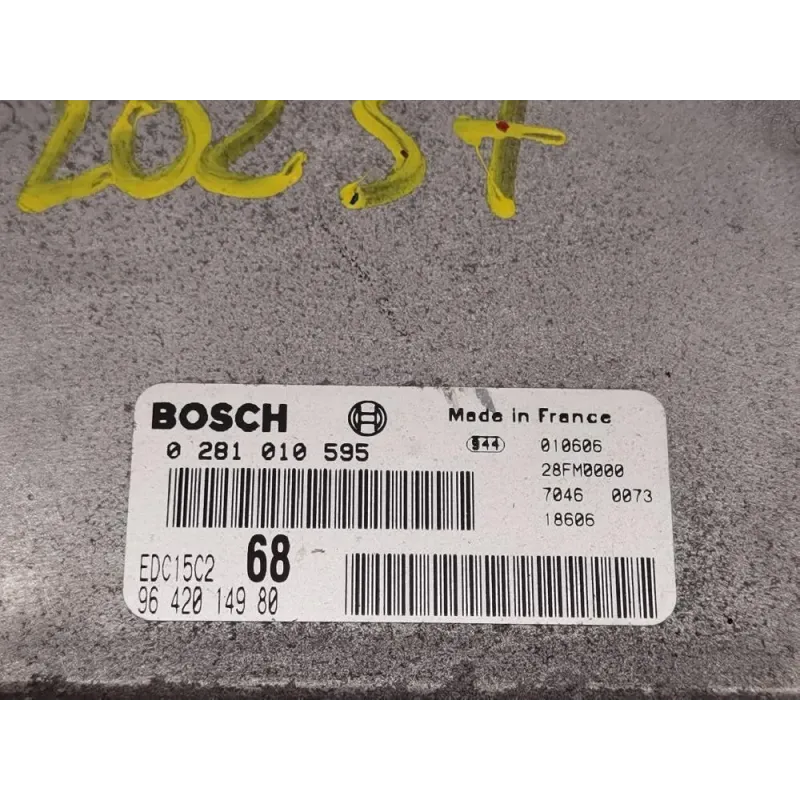 20257
BOSCH Made in France
0 281 010 595 944 010606
28FM0000
7046 0073
18606
EDC15C2 68
96 420 149 80